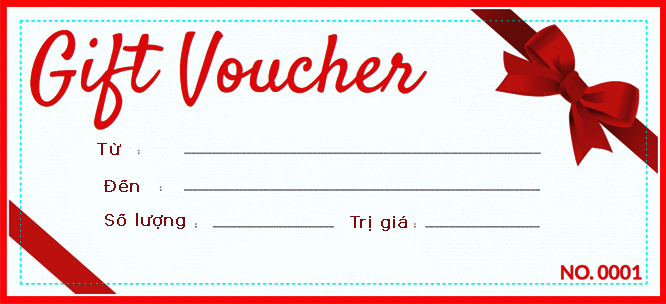 Gift Voucher
Từ :
Đến :
Số lượng : Trị giá :
NO. 0001